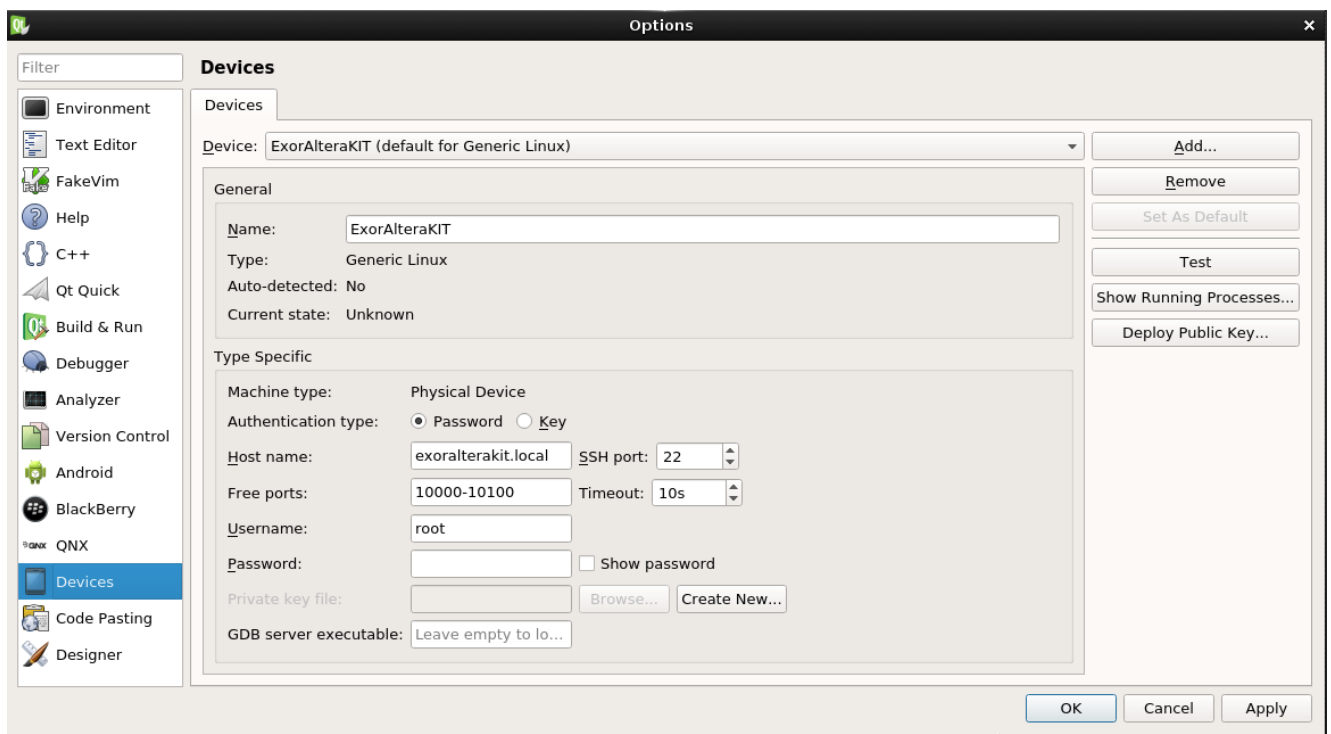 Options
Filter
Devices
Environment
Text Editor
FakeVim
Help
C++
Qt Quick
Build & Run
Debugger
Analyzer
Version Control
Android
BlackBerry
QNX
Devices
Code Pasting
Designer
Devices
Device: ExorAlteraKIT (default for Generic Linux)
General
Name: ExorAlteraKIT
Type: Generic Linux
Auto-detected: No
Current state: Unknown
Type Specific
Machine type: Physical Device
Authentication type: Password Key
Host name: exoralterakit.local SSH port: 22
Free ports: 10000-10100 Timeout: 10s
Username: root
Password: Show password
Private key file: Browse... Create New...
GDB server executable: Leave empty to lo...
Add...
Remove
Set As Default
Test
Show Running Processes...
Deploy Public Key...
OK Cancel Apply